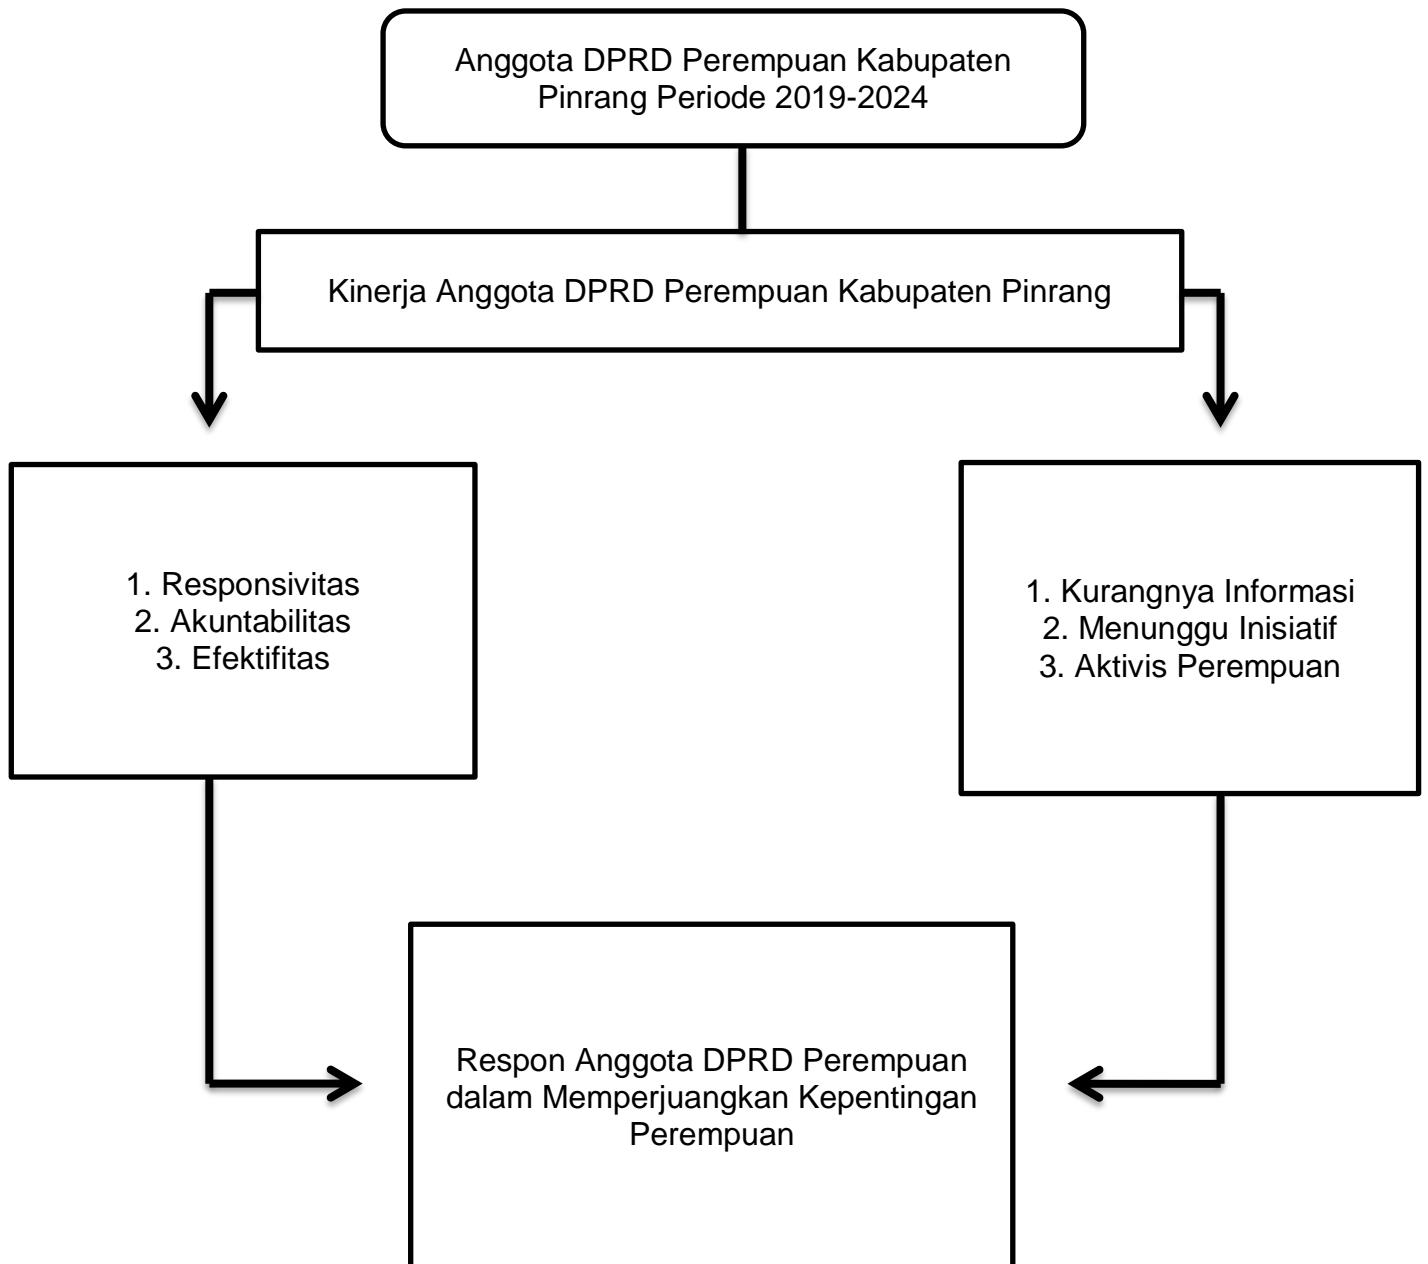 Anggota DPRD Perempuan Kabupaten
Pinrang Periode 2019-2024
Kinerja Anggota DPRD Perempuan Kabupaten Pinrang
1. Responsivitas
2. Akuntabilitas
3. Efektifitas
1. Kurangnya Informasi
2. Menunggu Inisiatif
3. Aktivis Perempuan
Respon Anggota DPRD Perempuan
dalam Memperjuangkan Kepentingan
Perempuan